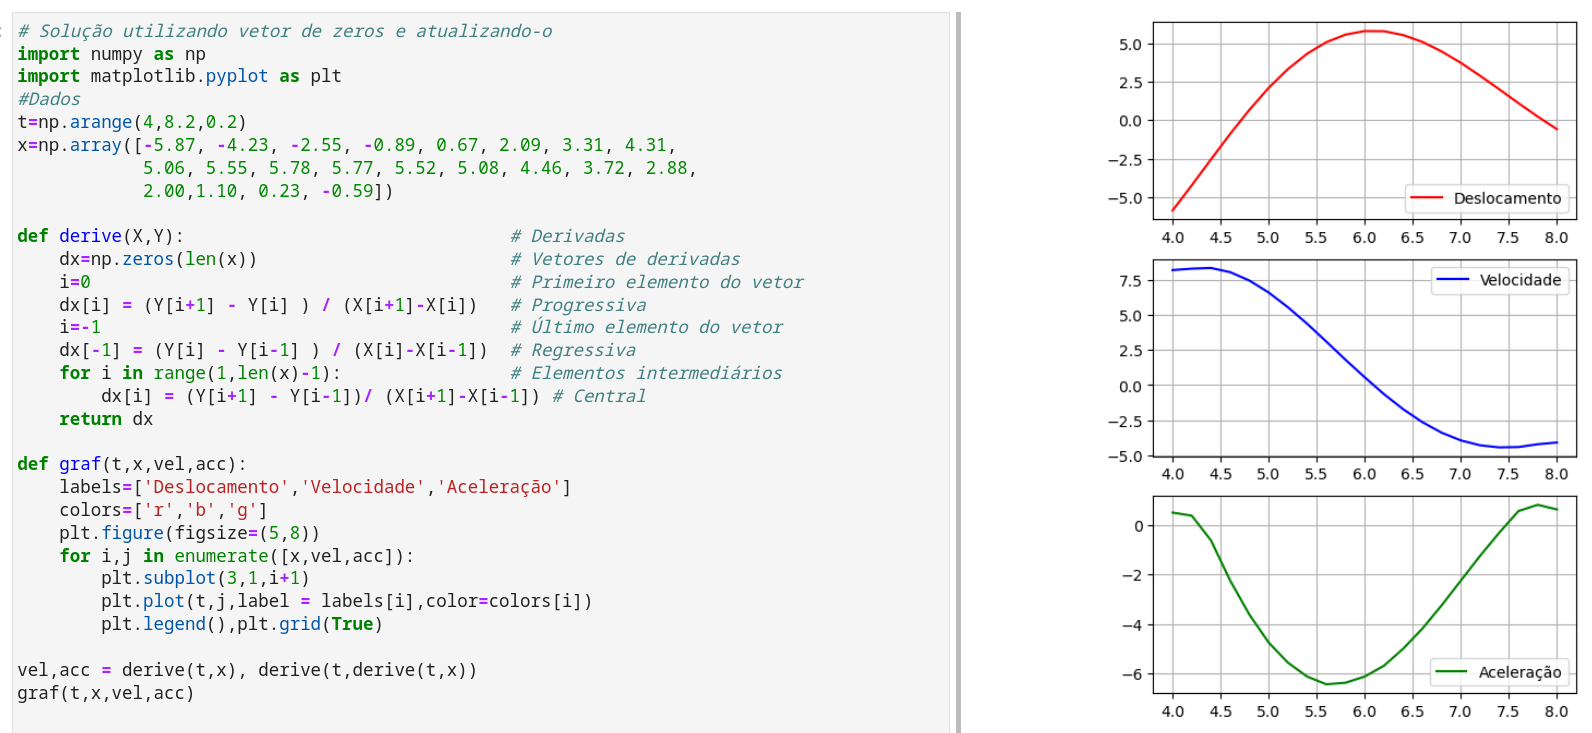 # Solução utilizando vetor de zeros e atualizando-o
import numpy as np
import matplotlib.pyplot as plt
#Dados
t=np.arange(4,8.2,0.2)
x=np.array([-5.87, -4.23, -2.55, -0.89, 0.67, 2.09, 3.31, 4.31,
            5.06, 5.55, 5.78, 5.77, 5.52, 5.08, 4.46, 3.72, 2.88,
            2.00,1.10, 0.23, -0.59])
def derive(X,Y):                               # Derivadas
    dx=np.zeros(len(x))                        # Vetores de derivadas
    i=0                                        # Primeiro elemento do vetor
    dx[i] = (Y[i+1] - Y[i] ) / (X[i+1]-X[i])   # Progressiva
    i=-1                                       # Último elemento do vetor
    dx[-1] = (Y[i] - Y[i-1] ) / (X[i]-X[i-1])  # Regressiva
    for i in range(1,len(x)-1):                # Elementos intermediários
        dx[i] = (Y[i+1] - Y[i-1])/ (X[i+1]-X[i-1]) # Central
    return dx
def graf(t,x,vel,acc):
    labels=['Deslocamento','Velocidade','Aceleração']
    colors=['r','b','g']
    plt.figure(figsize=(5,8))
    for i,j in enumerate([x,vel,acc]):
        plt.subplot(3,1,i+1)
        plt.plot(t,j,label = labels[i],color=colors[i])
        plt.legend(),plt.grid(True)
vel,acc = derive(t,x), derive(t,derive(t,x))
graf(t,x,vel,acc)
5.0
2.5
0.0
−2.5
−5.0
Deslocamento
4.0 4.5 5.0 5.5 6.0 6.5 7.0 7.5 8.0
7.5
5.0
2.5
0.0
−2.5
−5.0
Velocidade
4.0 4.5 5.0 5.5 6.0 6.5 7.0 7.5 8.0
0
−2
−4
−6
Aceleração
4.0 4.5 5.0 5.5 6.0 6.5 7.0 7.5 8.0